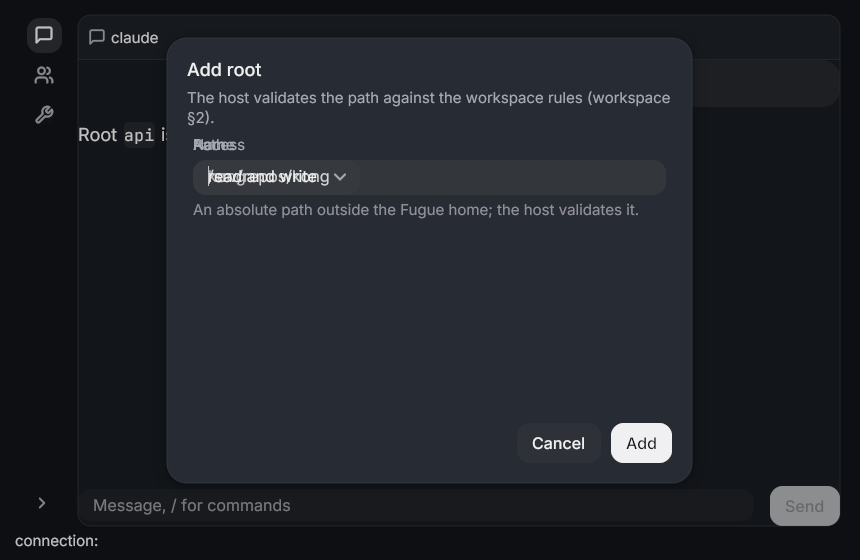 claude
Add root
The host validates the path against the workspace rules (workspace
§2).
Root api
An absolute path outside the Fugue home; the host validates it.
Cancel
Add
Message, / for commands
Send
connection: